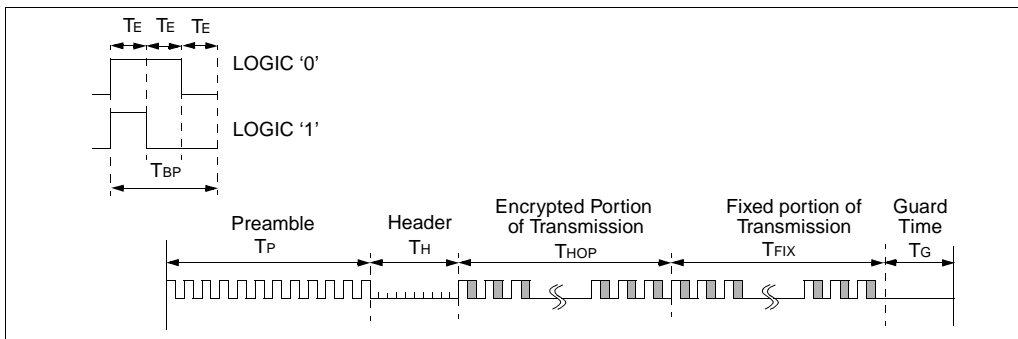 TE TE TE
LOGIC ‘0’
LOGIC ‘1’
TBP
Preamble
TP
Header
TH
Encrypted Portion
of Transmission
THOP
Fixed portion of
Transmission
TFIX
Guard
Time
TG